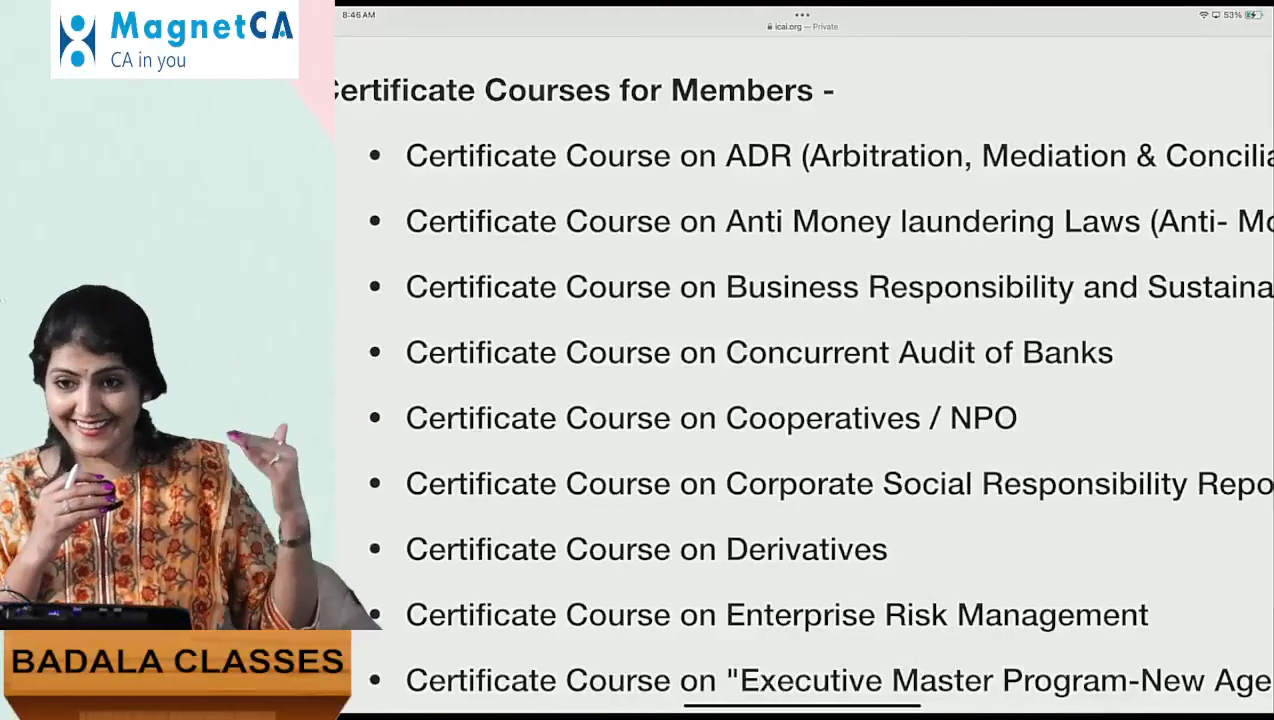 MagnetCA
CA in you
8:46 AM
icai.org — Private
53%
Certificate Courses for Members -
• Certificate Course on ADR (Arbitration, Mediation & Concilia
• Certificate Course on Anti Money laundering Laws (Anti- Mo
• Certificate Course on Business Responsibility and Sustaina
• Certificate Course on Concurrent Audit of Banks
• Certificate Course on Cooperatives / NPO
• Certificate Course on Corporate Social Responsibility Repo
• Certificate Course on Derivatives
• Certificate Course on Enterprise Risk Management
• Certificate Course on "Executive Master Program-New Age
BADALA CLASSES